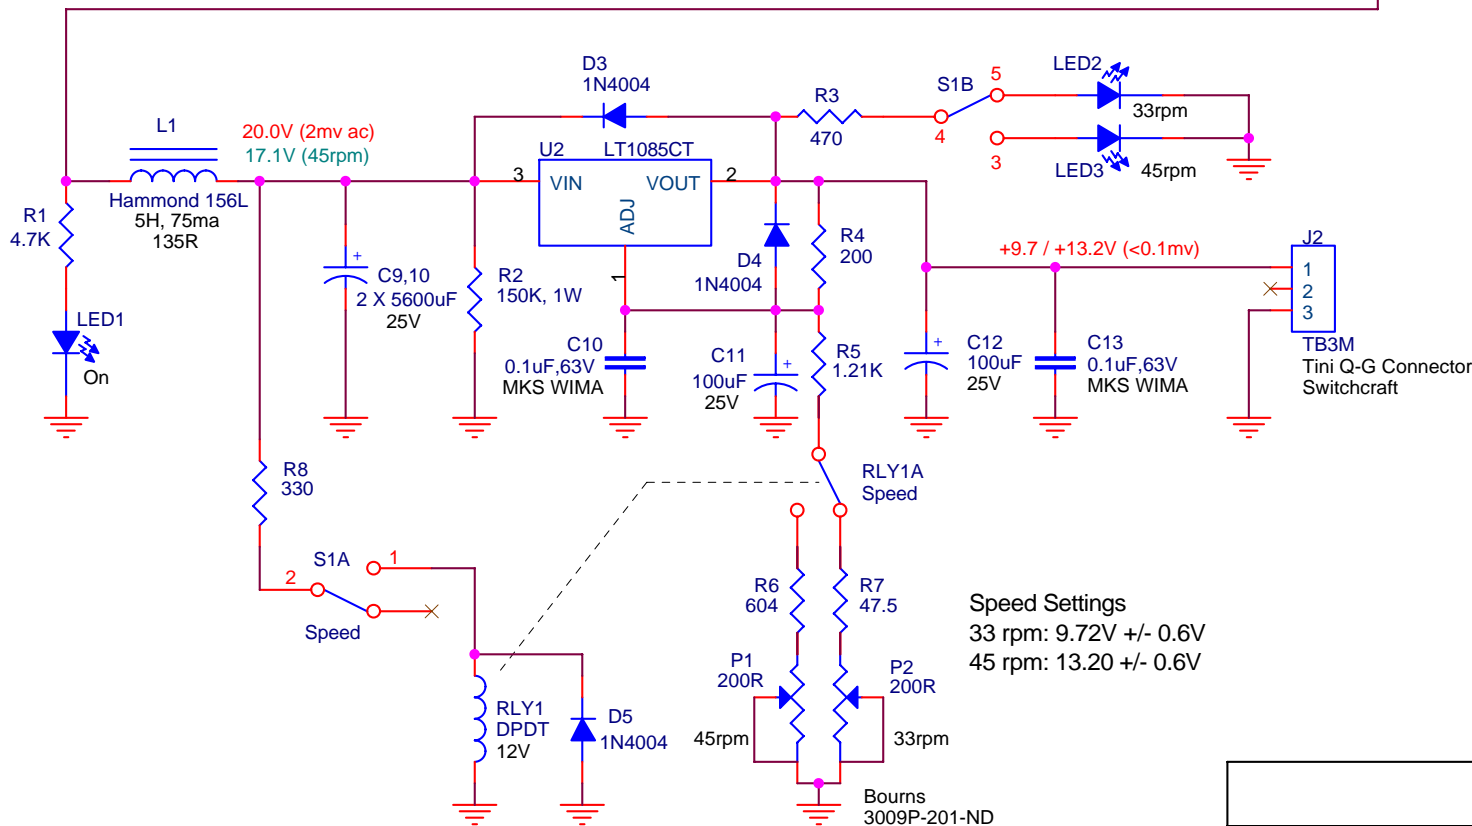 D3
1N4004
LED2
5
S1B
33rpm
R3
470
4
3
LED3
45rpm
L1
20.0V (2mv ac)
17.1V (45rpm)
Hammond 156L
5H, 75ma
135R
U2
LT1085CT
3
VIN
VOUT
2
ADJ
1
R1
4.7K
LED1
On
C9,10
2 X 5600uF
25V
R2
150K, 1W
D4
1N4004
R4
200
+9.7 / +13.2V (<0.1mv)
J2
1
2
3
TB3M
Tini Q-G Connector
Switchcraft
C10
0.1uF,63V
MKS WIMA
C11
100uF
25V
R5
1.21K
C12
100uF
25V
C13
0.1uF,63V
MKS WIMA
+
+
+
R8
330
RLY1A
Speed
S1A
1
2
Speed
R6
604
R7
47.5
Speed Settings
33 rpm: 9.72V +/- 0.6V
45 rpm: 13.20 +/- 0.6V
P1
200R
P2
200R
45rpm
33rpm
RLY1
DPDT
12V
D5
1N4004
Bourns
3009P-201-ND